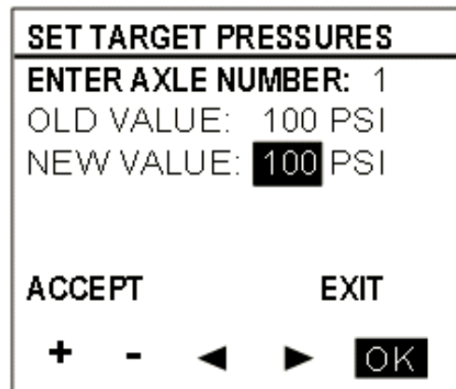 SET TARGET PRESSURES
ENTER AXLE NUMBER: 1
OLD VALUE: 100 PSI
NEW VALUE: 100 PSI
ACCEPT EXIT
+ - ◀ ▶ OK